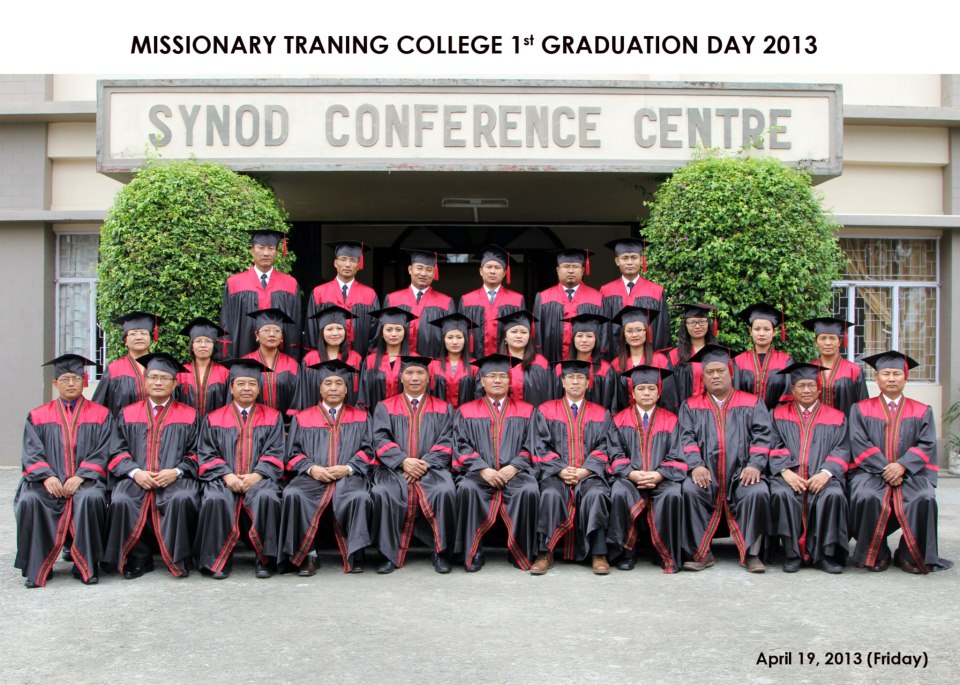 MISSIONARY TRANING COLLEGE 1st GRADUATION DAY 2013
SYNOD CONFERENCE CENTRE
April 19, 2013 (Friday)